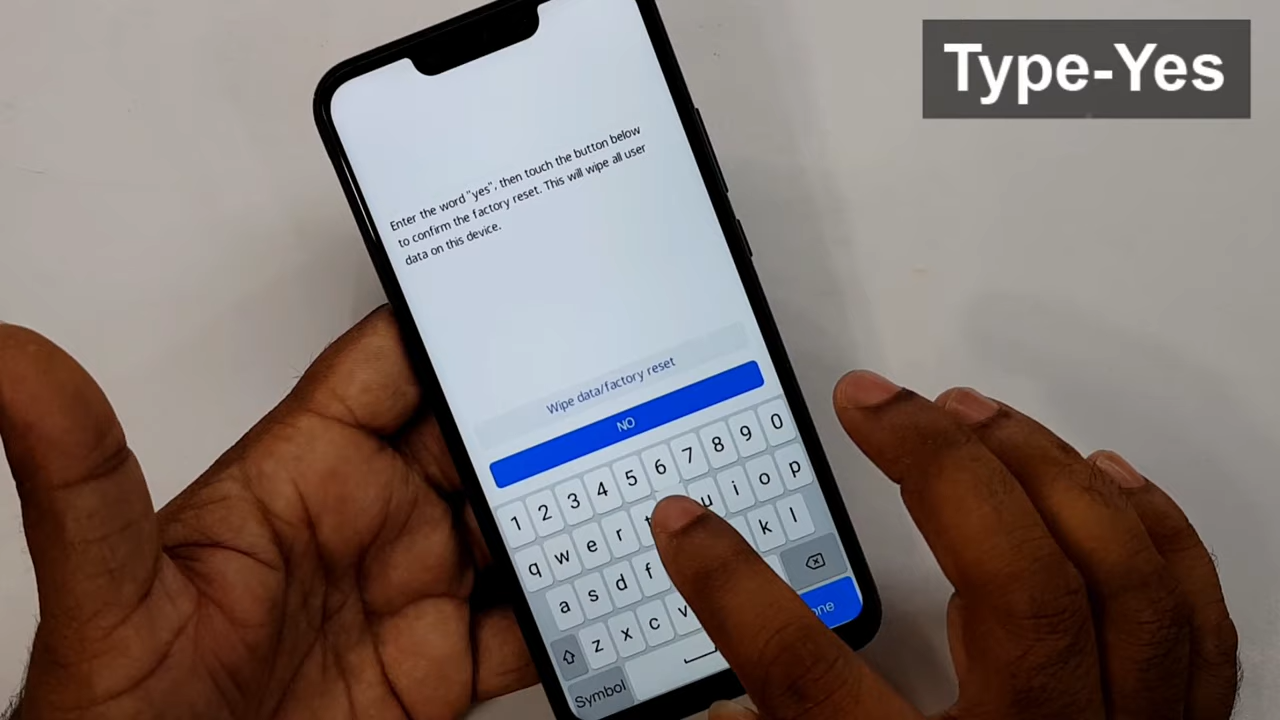 Type-Yes
Enter the word "yes", then touch the button below
to confirm the factory reset. This will wipe all user
data on this device.
Wipe data/factory reset
NO
1 2 3 4 5 6 7 8 9 0
q w e r t u i o p
a s d f k l
z x c v
Symbol